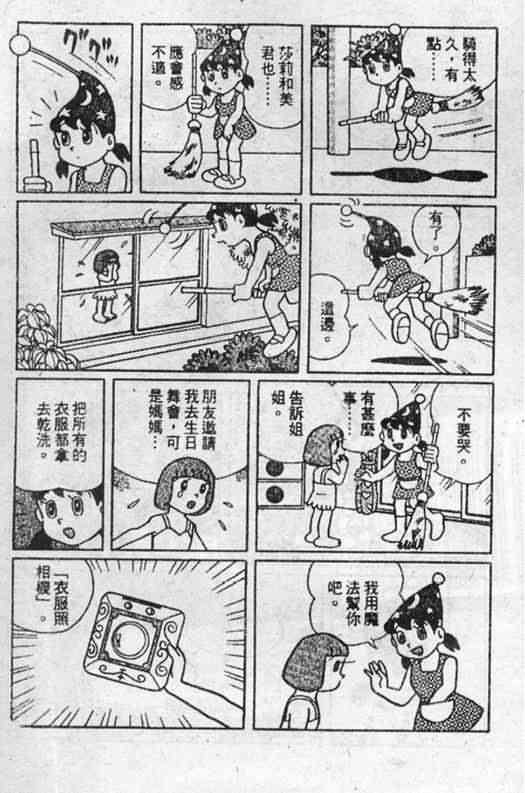 騎得太
久，有
點……
莎莉和美
君也……
應會感
不適。
グググ
有了。
這邊。
不要哭。
有甚麼
事……
告訴姐
姐。
朋友邀請
我去生日
舞會，可
是媽媽…
把所有的
衣服都拿
去乾洗。
我用魔
法幫你
吧。
『衣服照
相機』。